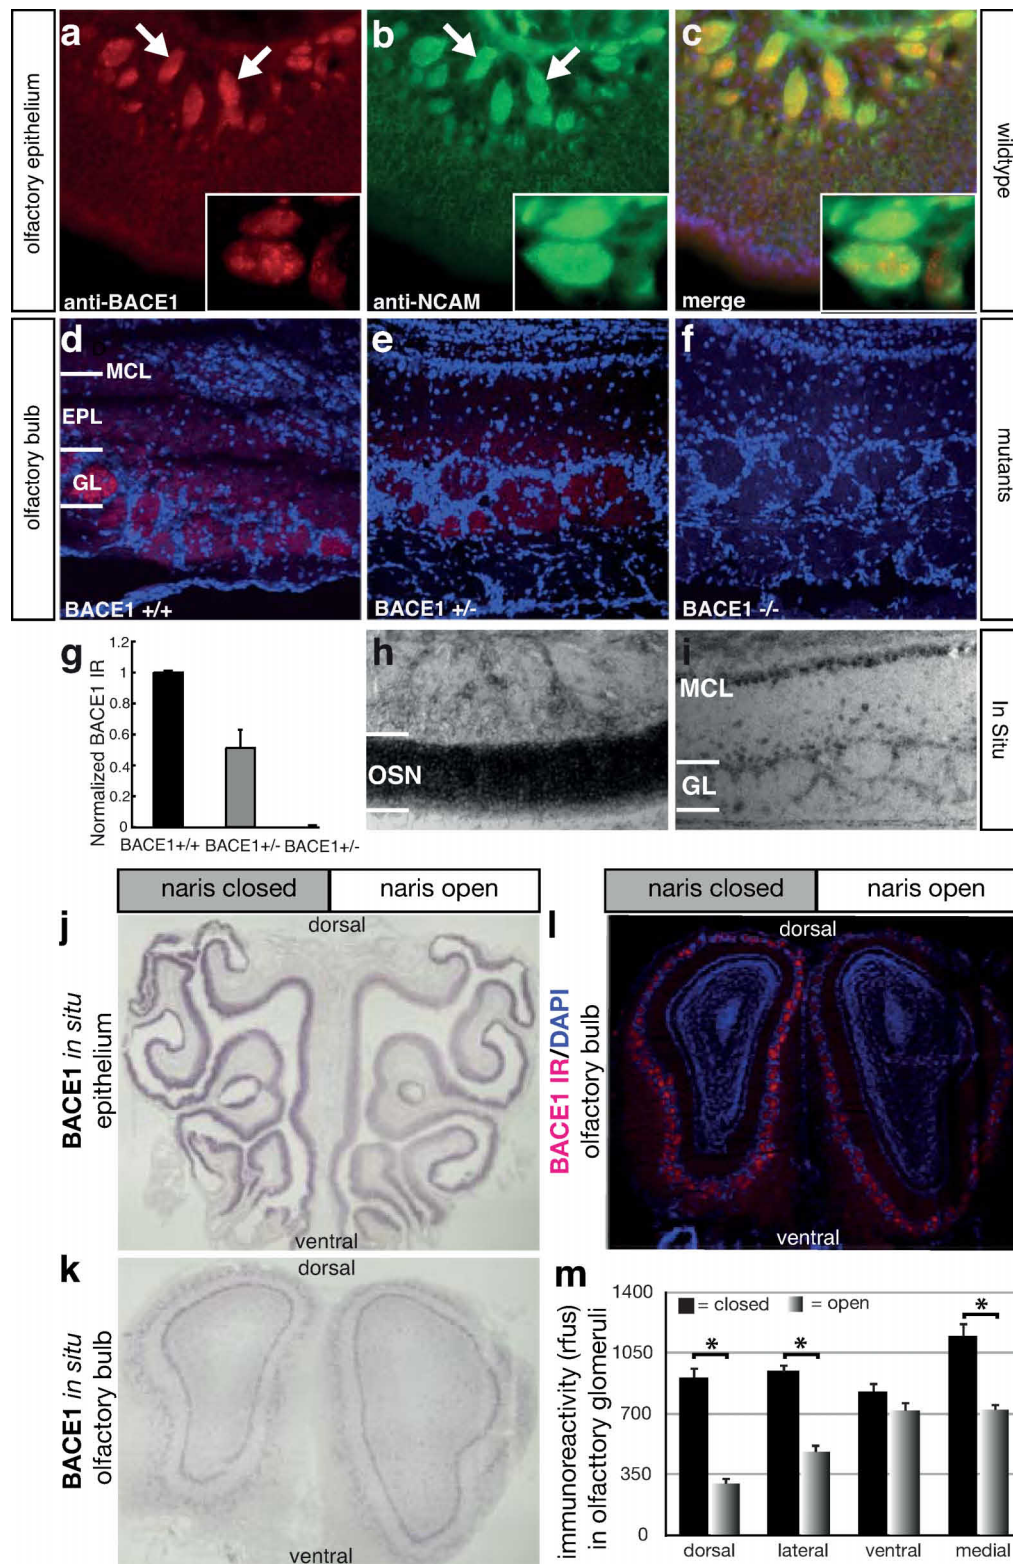 a
b
c
olfactory epithelium
wildtype
anti-BACE1
anti-NCAM
merge
d
e
f
olfactory bulb
mutants
MCL
EPL
GL
BACE1 +/+
BACE1 +/-
BACE1 -/-
g
h
i
Normalized BACE1 IR
1.2
1
0.8
0.6
0.4
0.2
0
BACE1+/+
BACE1+/-
BACE1+/-
OSN
MCL
GL
In Situ
naris closed
naris open
naris closed
naris open
j
dorsal
ventral
BACE1 in situ
epithelium
l
dorsal
ventral
BACE1 IR/DAPI
olfactory bulb
k
dorsal
ventral
BACE1 in situ
olfactory bulb
m
immunoreactivity (rfus)
in olfacttory glomeruli
1400
1050
700
350
0
= closed
= open
*
*
*
dorsal
lateral
ventral
medial